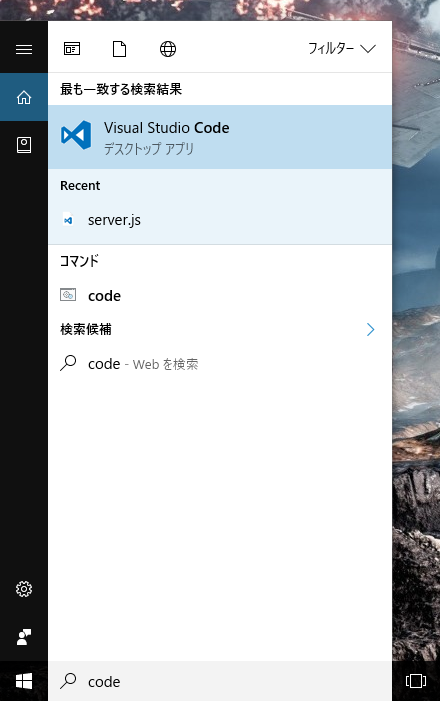 フィルター
最も一致する検索結果
Visual Studio Code
デスクトップ アプリ
Recent
server.js
コマンド
code
検索候補
code - Web を検索
code